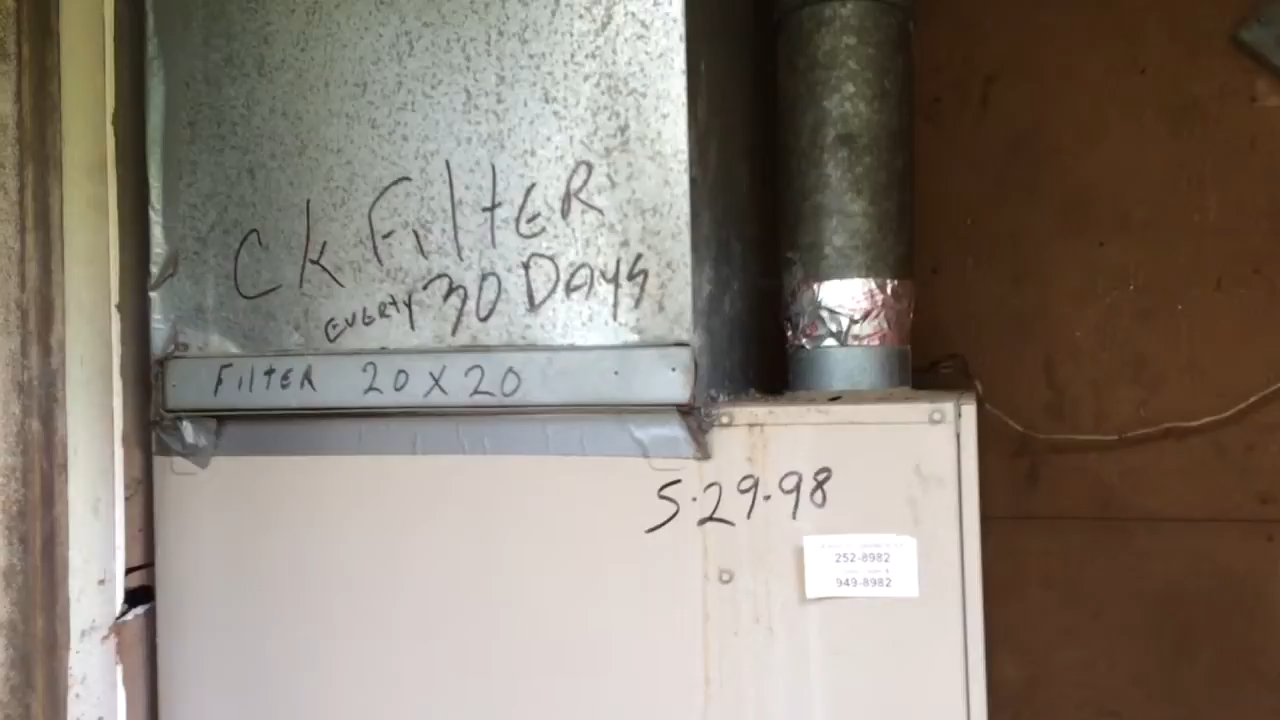 CK FilTER
EVERY 30 DAYS
FilTER 20 X 20
5.29.98
252-8982
949-8982